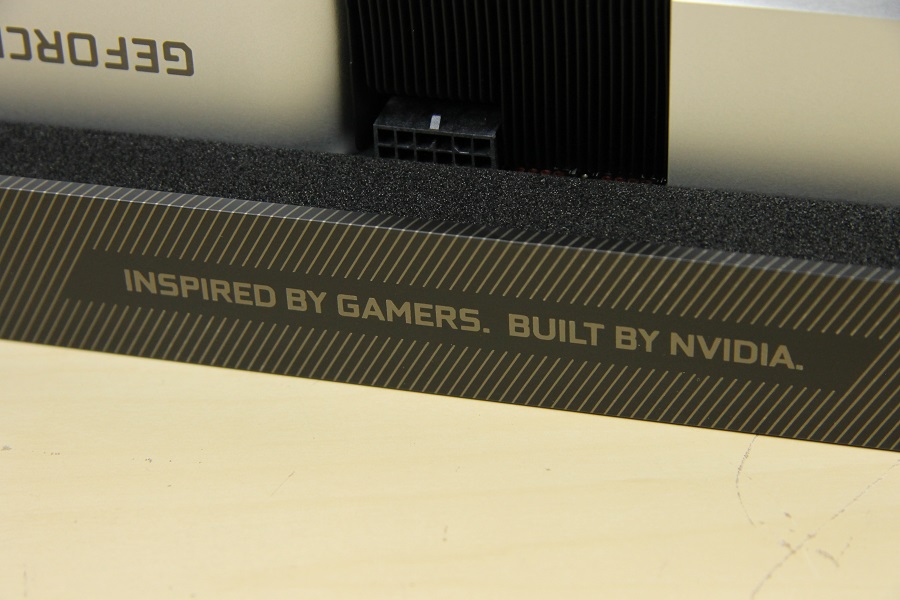 GEFORC
INSPIRED BY GAMERS. BUILT BY NVIDIA.